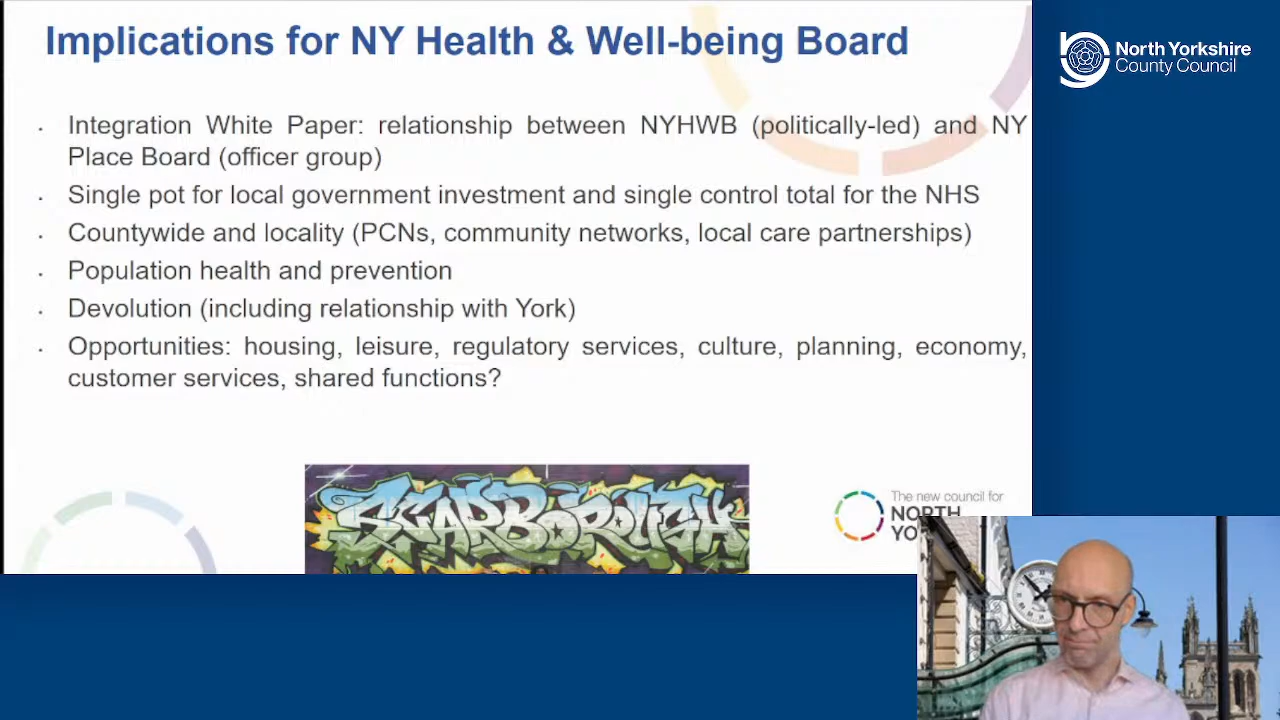 Implications for NY Health & Well-being Board
North Yorkshire
County Council
· Integration White Paper: relationship between NYHWB (politically-led) and NY
Place Board (officer group)
· Single pot for local government investment and single control total for the NHS
· Countywide and locality (PCNs, community networks, local care partnerships)
· Population health and prevention
· Devolution (including relationship with York)
· Opportunities: housing, leisure, regulatory services, culture, planning, economy,
customer services, shared functions?
SCARBOROUGH
The new council for
NORTH
YO